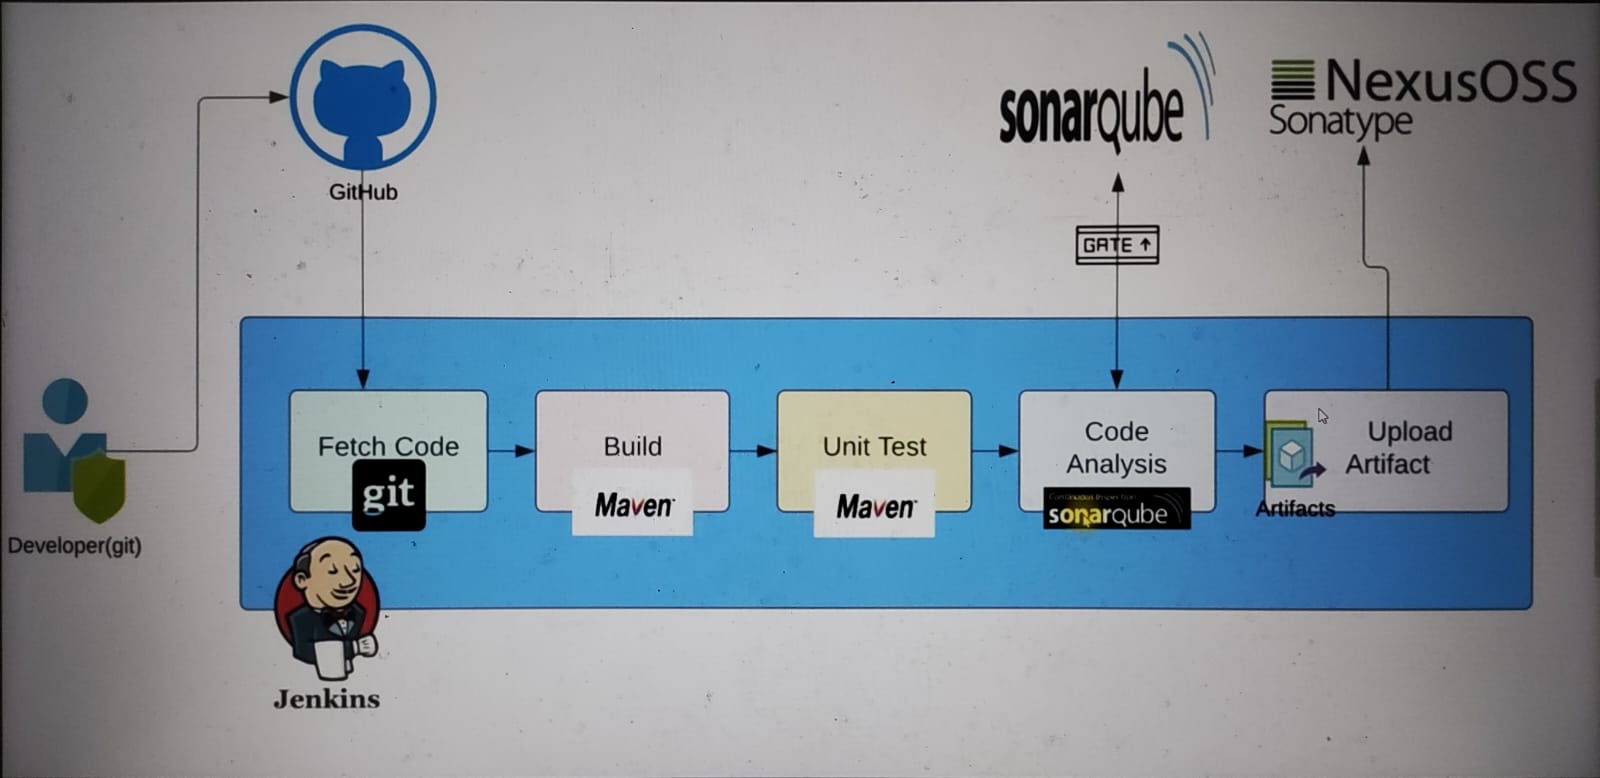 GitHub
sonarqube
NexusOSS
Sonatype
GATE ↑
Fetch Code
git
Build
Maven
Unit Test
Maven
Code
Analysis
sonarqube
Upload
Artifact
Artifacts
Developer(git)
Jenkins